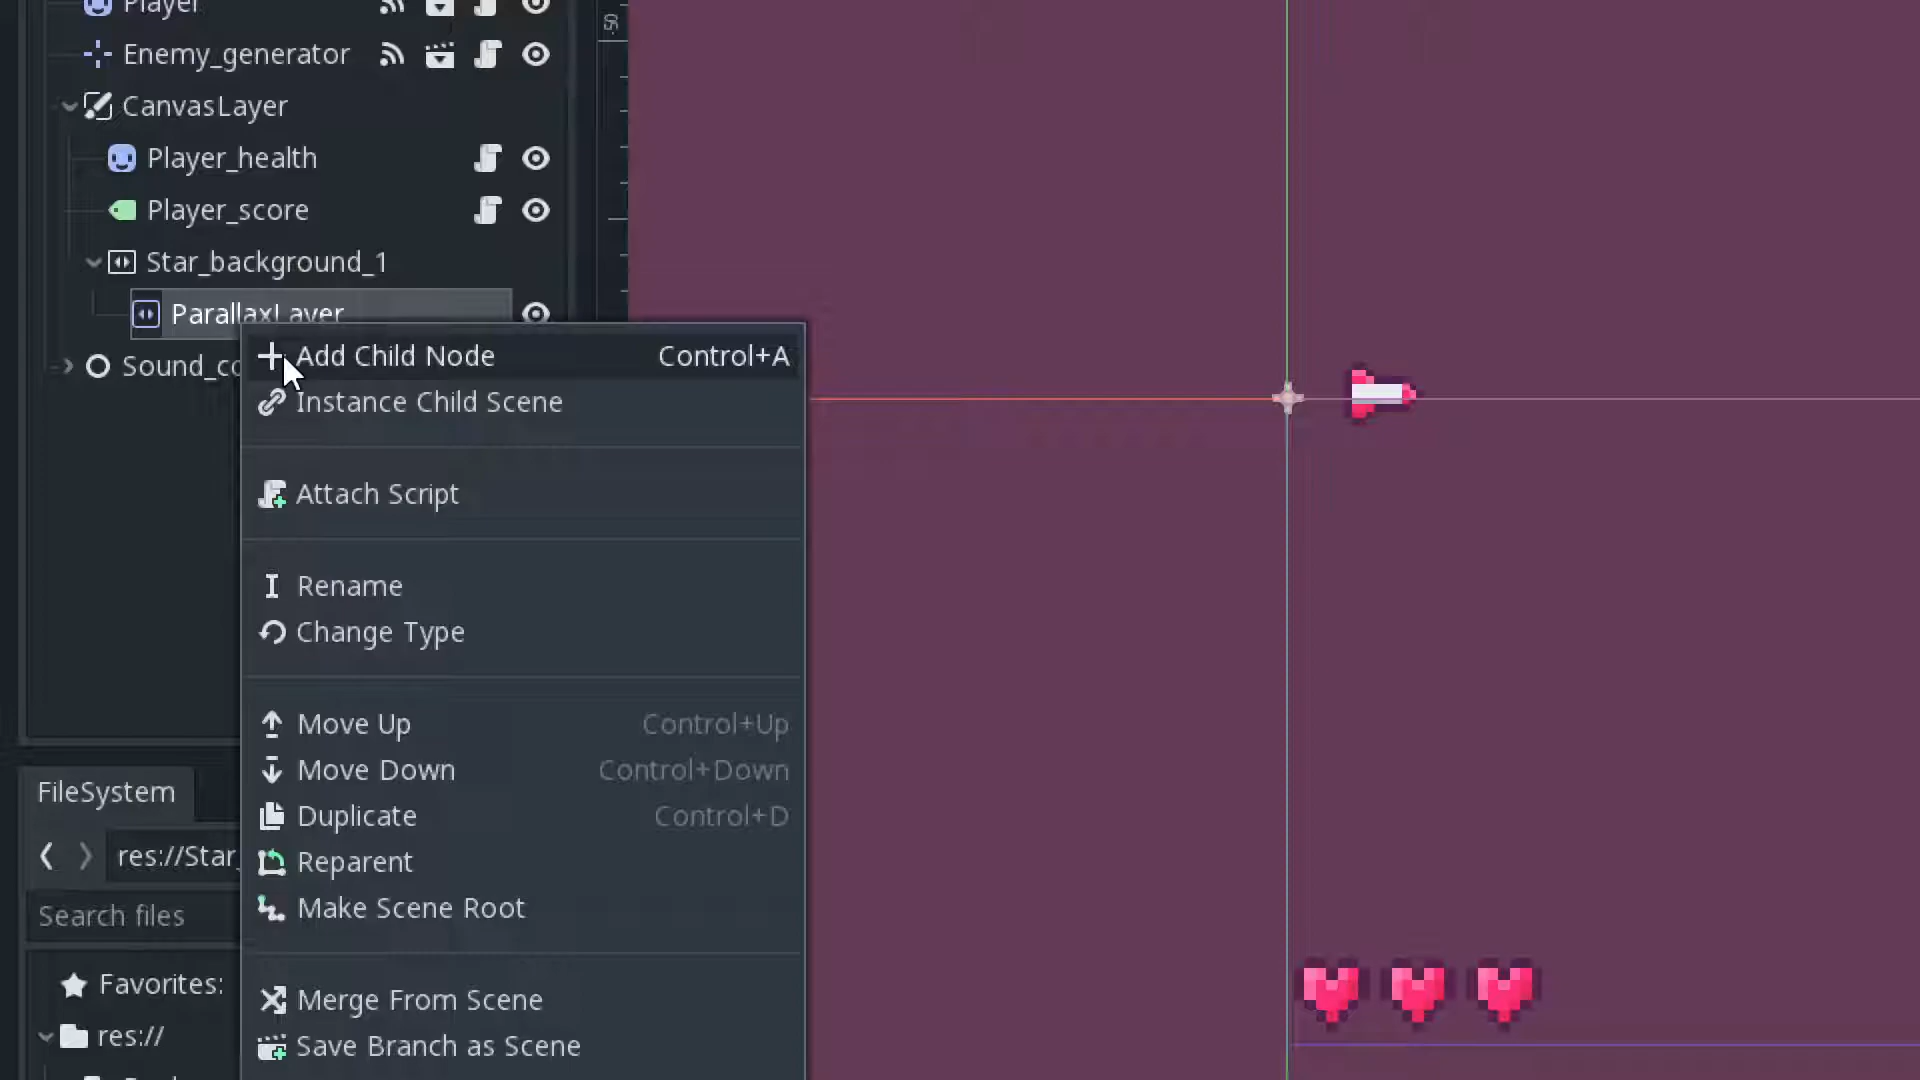 Player
Enemy_generator
CanvasLayer
Player_health
Player_score
Star_background_1
ParallaxLayer
Sound_co
Add Child Node Control+A
Instance Child Scene
Attach Script
Rename
Change Type
Move Up Control+Up
Move Down Control+Down
Duplicate Control+D
Reparent
Make Scene Root
Merge From Scene
Save Branch as Scene
FileSystem
res://Star_
Search files
Favorites:
res://